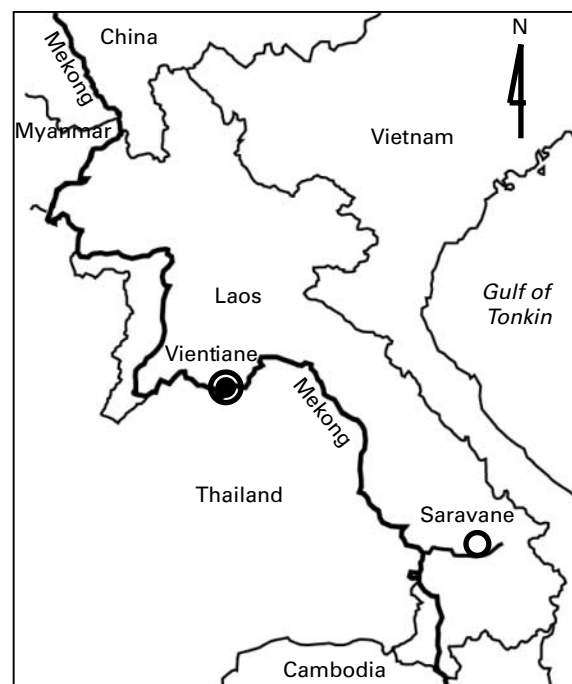 China
N
Mekong
Myanmar
Vietnam
Laos
Gulf of
Tonkin
Vientiane
Mekong
Thailand
Saravane
Cambodia